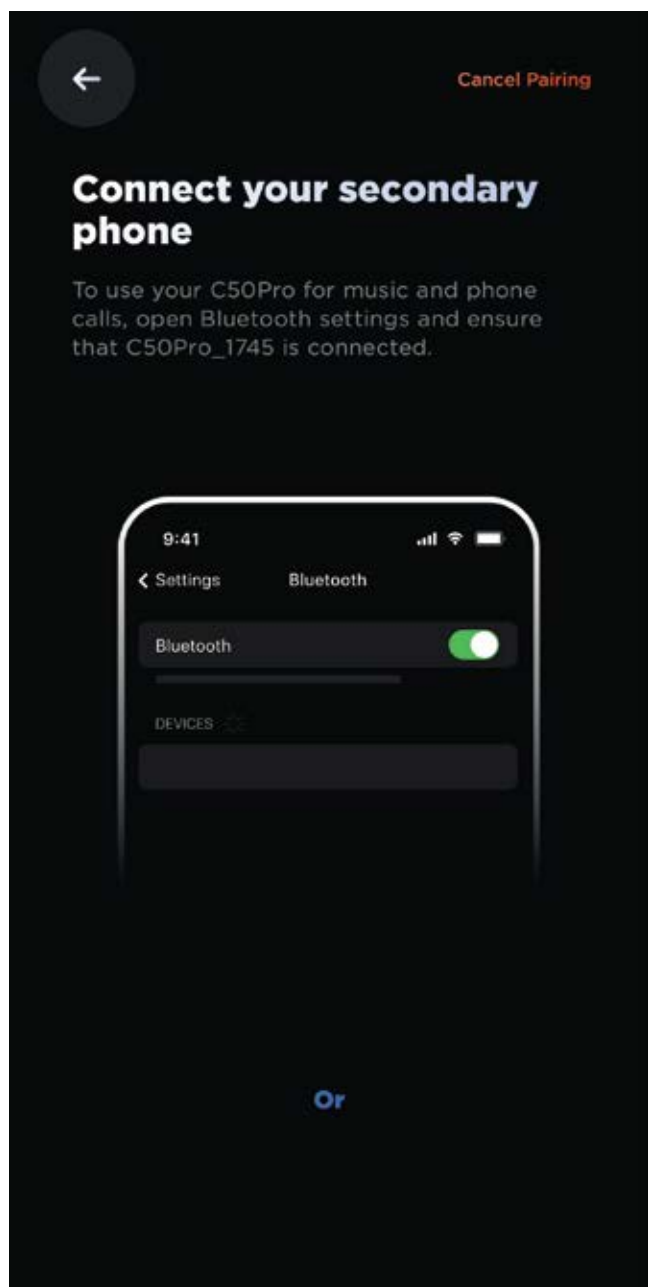 Cancel Pairing
Connect your secondary
phone
To use your C50Pro for music and phone
calls, open Bluetooth settings and ensure
that C50Pro_1745 is connected.
9:41
Settings
Bluetooth
Bluetooth
DEVICES
Or